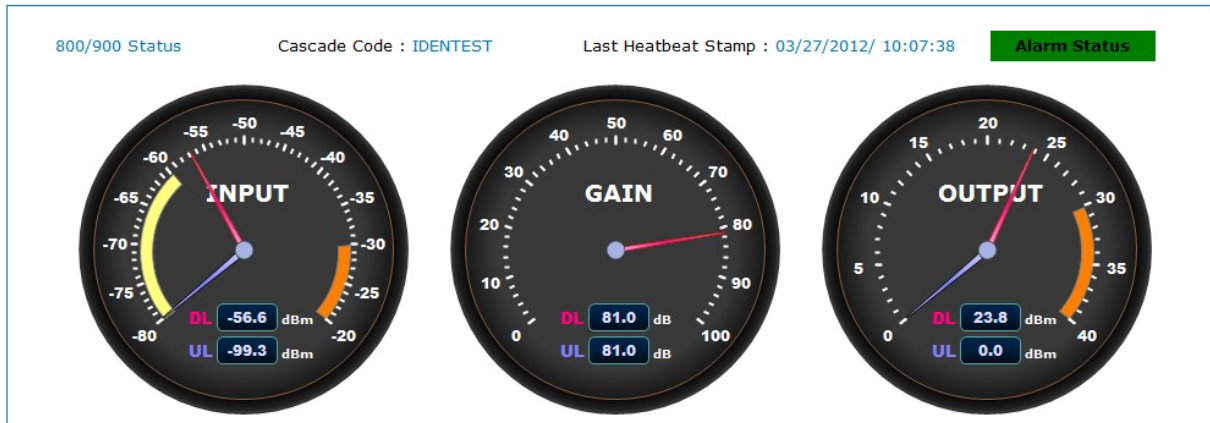 800/900 Status Cascade Code : IDENTEST Last Heatbeat Stamp : 03/27/2012/ 10:07:38 Alarm Status
-80 -75 -70 -65 -60 -55 -50 -45 -40 -35 -30 -25 -20
INPUT
DL -56.6 dBm
UL -99.3 dBm
0 10 20 30 40 50 60 70 80 90 100
GAIN
DL 81.0 dB
UL 81.0 dB
0 5 10 15 20 25 30 35 40
OUTPUT
DL 23.8 dBm
UL 0.0 dBm